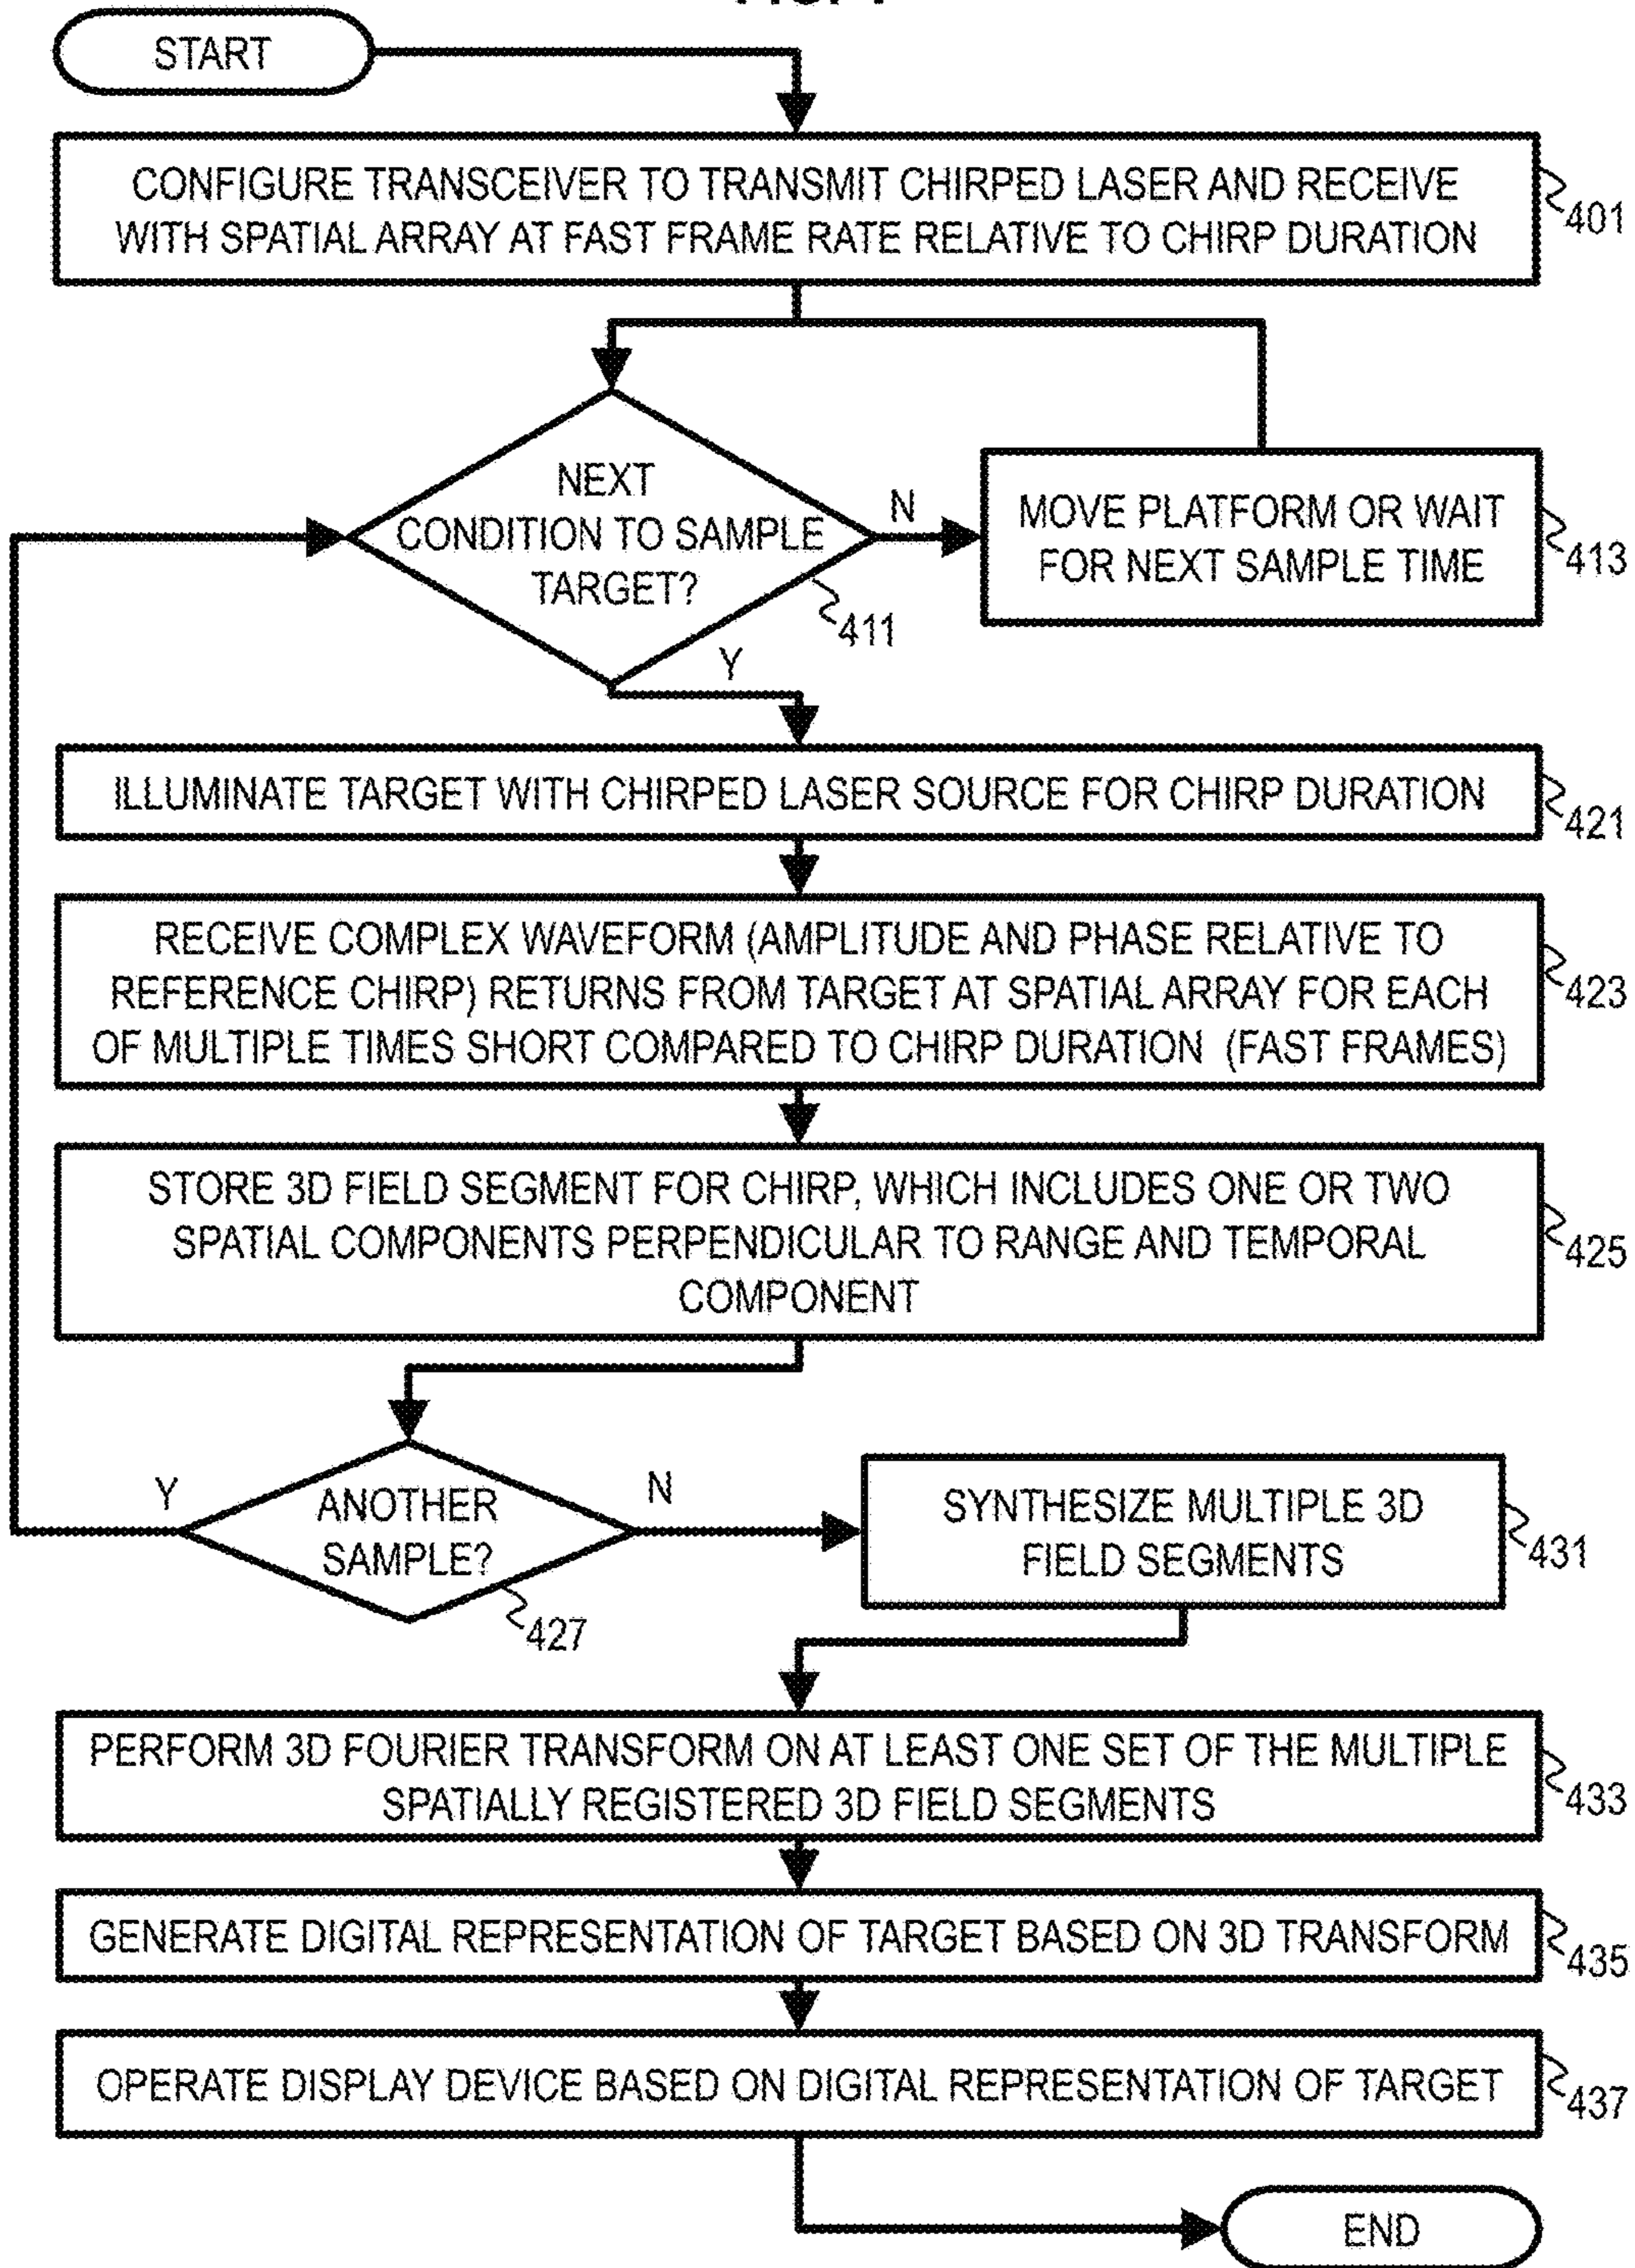 START
CONFIGURE TRANSCEIVER TO TRANSMIT CHIRPED LASER AND RECEIVE
WITH SPATIAL ARRAY AT FAST FRAME RATE RELATIVE TO CHIRP DURATION
401
NEXT
CONDITION TO SAMPLE
TARGET?
411
N
MOVE PLATFORM OR WAIT
FOR NEXT SAMPLE TIME
413
Y
ILLUMINATE TARGET WITH CHIRPED LASER SOURCE FOR CHIRP DURATION
421
RECEIVE COMPLEX WAVEFORM (AMPLITUDE AND PHASE RELATIVE TO
REFERENCE CHIRP) RETURNS FROM TARGET AT SPATIAL ARRAY FOR EACH
OF MULTIPLE TIMES SHORT COMPARED TO CHIRP DURATION (FAST FRAMES)
423
STORE 3D FIELD SEGMENT FOR CHIRP, WHICH INCLUDES ONE OR TWO
SPATIAL COMPONENTS PERPENDICULAR TO RANGE AND TEMPORAL
COMPONENT
425
Y
ANOTHER
SAMPLE?
427
N
SYNTHESIZE MULTIPLE 3D
FIELD SEGMENTS
431
PERFORM 3D FOURIER TRANSFORM ON AT LEAST ONE SET OF THE MULTIPLE
SPATIALLY REGISTERED 3D FIELD SEGMENTS
433
GENERATE DIGITAL REPRESENTATION OF TARGET BASED ON 3D TRANSFORM
435
OPERATE DISPLAY DEVICE BASED ON DIGITAL REPRESENTATION OF TARGET
437
END